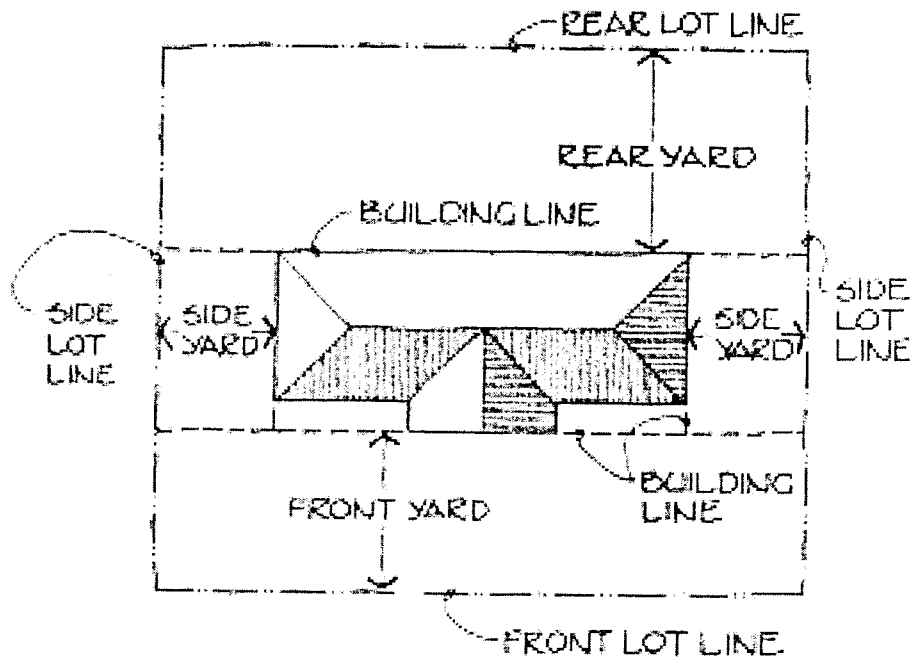 REAR LOT LINE
REAR YARD
BUILDING LINE
SIDE
LOT
LINE
SIDE
YARD
SIDE
YARD
SIDE
LOT
LINE
BUILDING
LINE
FRONT YARD
FRONT LOT LINE